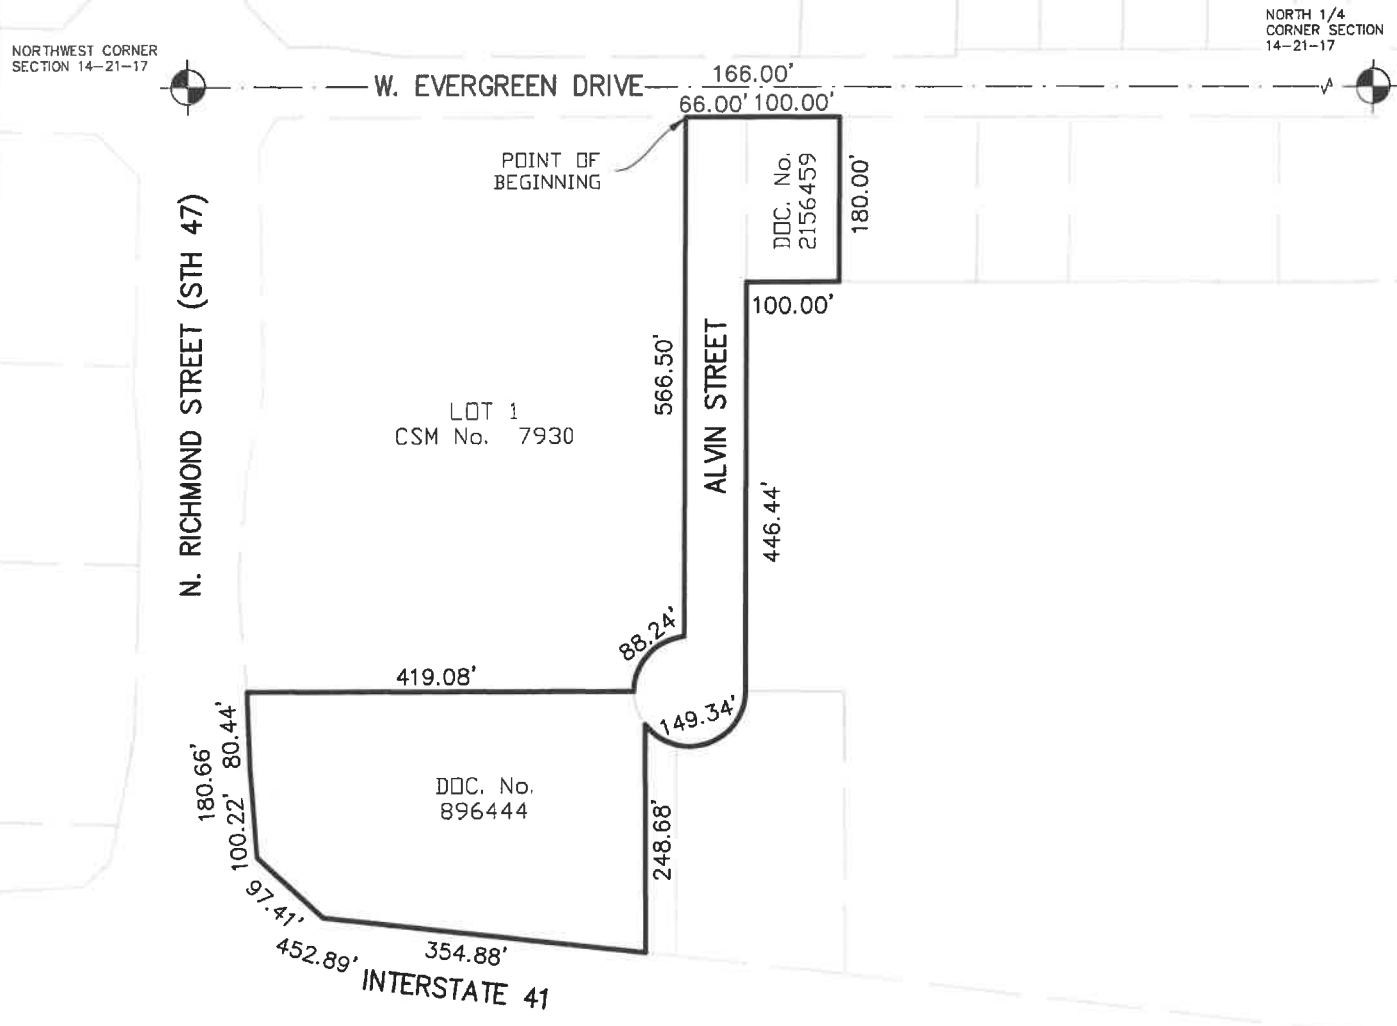 NORTHWEST CORNER
SECTION 14-21-17
NORTH 1/4
CORNER SECTION
14-21-17
W. EVERGREEN DRIVE
166.00'
66.00' 100.00'
POINT OF
BEGINNING
DOC. No.
2156459
180.00'
100.00'
N. RICHMOND STREET (STH 47)
566.50'
ALVIN STREET
LOT 1
CSM No. 7930
446.44'
88.24'
419.08'
149.34'
80.44'
180.66'
100.22'
DOC. No.
896444
248.68'
97.41'
452.89'
354.88'
INTERSTATE 41